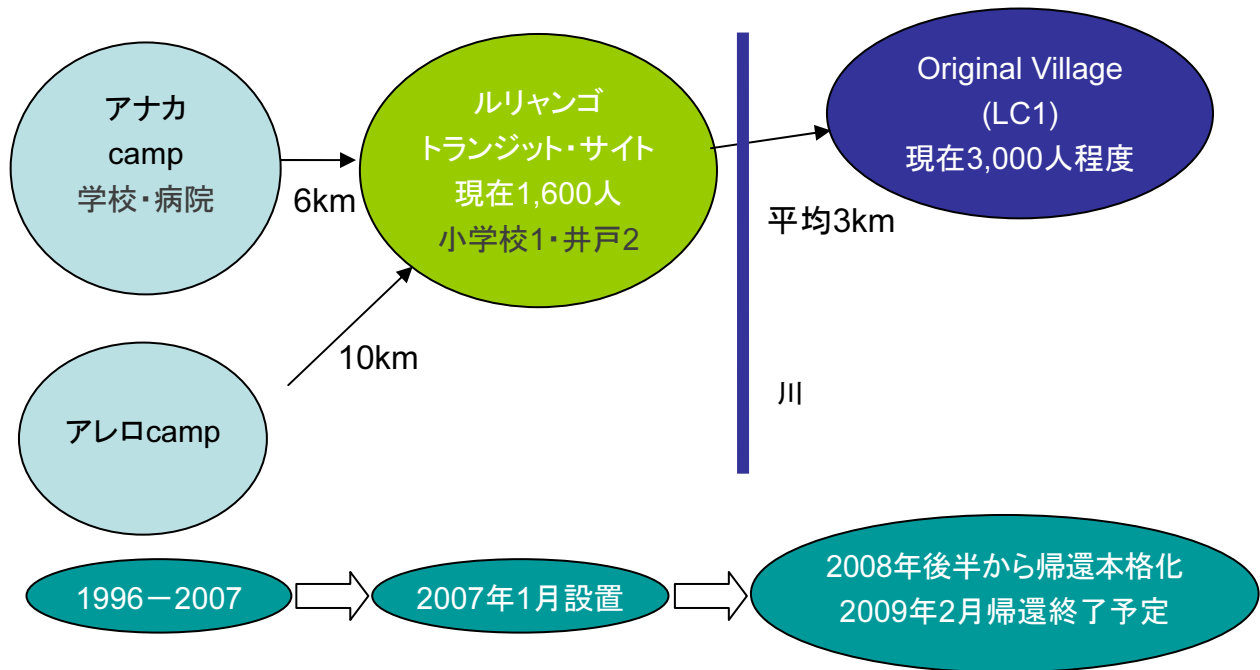 アナカ
camp
学校・病院
6km
ルリャンゴ
トランジット・サイト
現在1,600人
小学校1・井戸2
Original Village
(LC1)
現在3,000人程度
平均3km
10km
川
アレロcamp
1996－2007
2007年1月設置
2008年後半から帰還本格化
2009年2月帰還終了予定